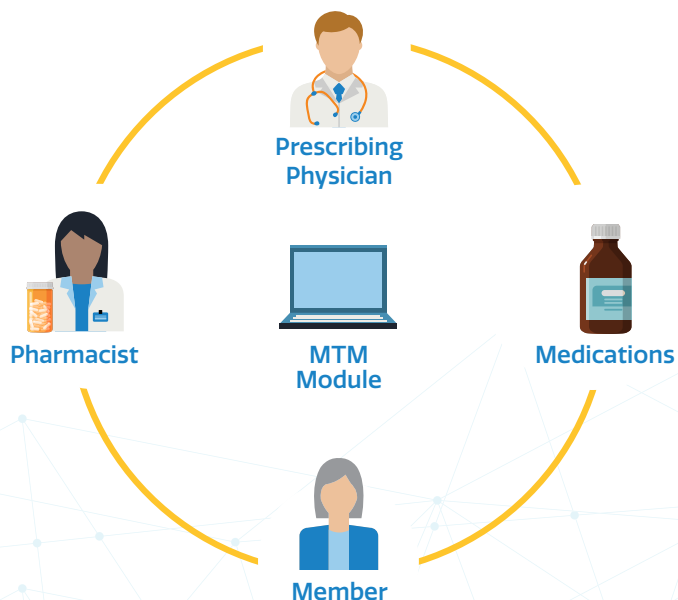 Prescribing
Physician
Pharmacist
MTM
Module
Medications
Member